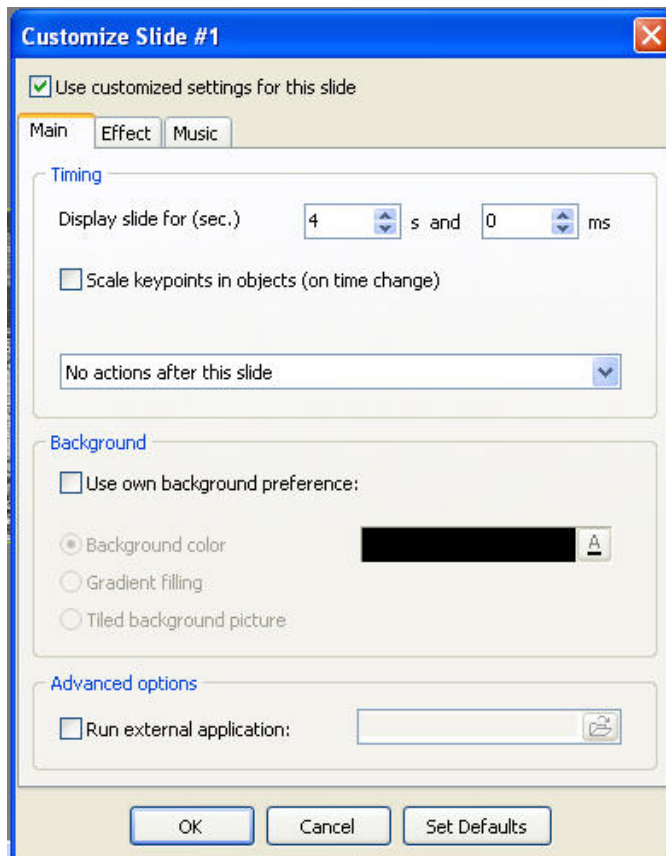 Customize Slide #1
Use customized settings for this slide
Main Effect Music
Timing
Display slide for (sec.) 4 s and 0 ms
Scale keypoints in objects (on time change)
No actions after this slide
Background
Use own background preference:
Background color A
Gradient filling
Tiled background picture
Advanced options
Run external application:
OK Cancel Set Defaults